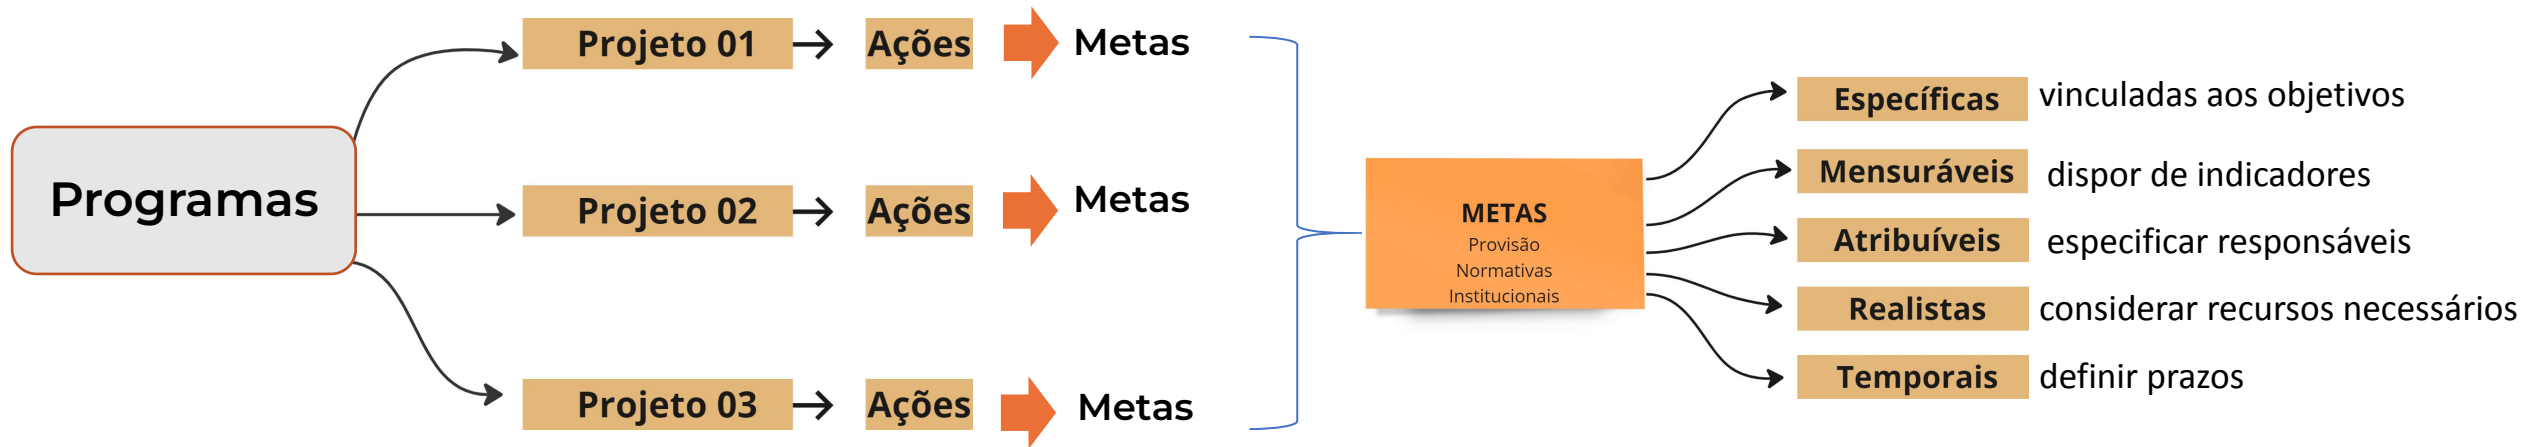 Programas
Projeto 01
Ações
Metas
Projeto 02
Ações
Metas
Projeto 03
Ações
Metas
METAS
Provisão
Normativas
Institucionais
Específicas
vinculadas aos objetivos
Mensuráveis
dispor de indicadores
Atribuíveis
especificar responsáveis
Realistas
considerar recursos necessários
Temporais
definir prazos